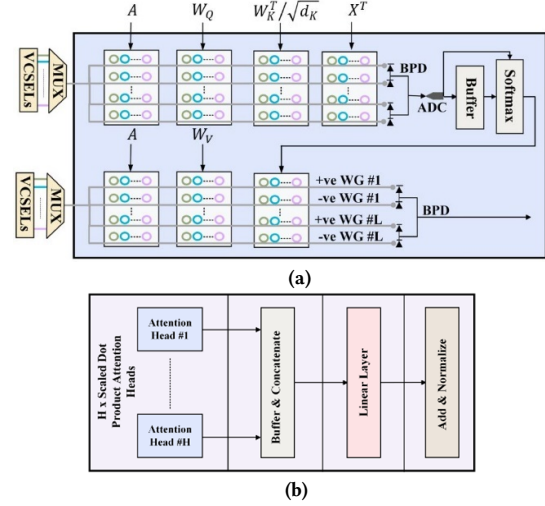 A W_Q W_K^T/√d_K X^T
VCSELs
MUX
BPD
ADC
Buffer
Softmax
A W_V
VCSELs
MUX
+ve WG #1
-ve WG #1
+ve WG #L
-ve WG #L
BPD
(a)
H x Scaled Dot
Product Attention
Heads
Attention
Head #1
Attention
Head #H
Buffer & Concatenate
Linear Layer
Add & Normalize
(b)